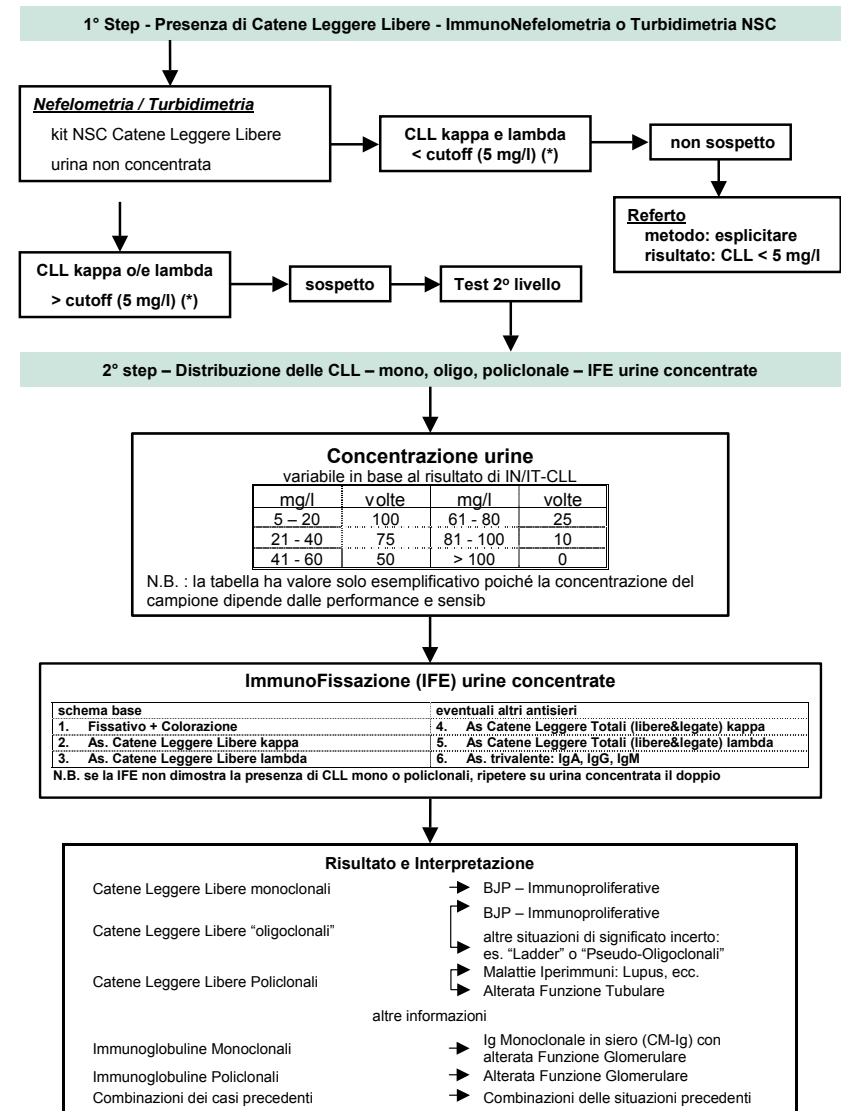 1° Step - Presenza di Catene Leggere Libere - ImmunoNefelometria o Turbidimetria NSC
Nefelometria / Turbidimetria
kit NSC Catene Leggere Libere
urina non concentrata
CLL kappa e lambda
< cutoff (5 mg/l) (*)
non sospetto
Referto
metodo: esplicitare
risultato: CLL < 5 mg/l
CLL kappa o/e lambda
> cutoff (5 mg/l) (*)
sospetto
Test 2° livello
2° step – Distribuzione delle CLL – mono, oligo, policlonale – IFE urine concentrate
Concentrazione urine
variabile in base al risultato di IN/IT-CLL
mg/l volte mg/l volte
5 – 20 100 61 - 80 25
21 - 40 75 81 - 100 10
41 - 60 50 > 100 0
N.B. : la tabella ha valore solo esemplificativo poiché la concentrazione del
campione dipende dalle performance e sensib
ImmunoFissazione (IFE) urine concentrate
schema base eventuali altri antisieri
1. Fissativo + Colorazione 4. As Catene Leggere Totali (libere&legate) kappa
2. As. Catene Leggere Libere kappa 5. As Catene Leggere Totali (libere&legate) lambda
3. As. Catene Leggere Libere lambda 6. As. trivalente: IgA, IgG, IgM
N.B. se la IFE non dimostra la presenza di CLL mono o policlonali, ripetere su urina concentrata il doppio
Risultato e Interpretazione
Catene Leggere Libere monoclonali BJP – Immunoproliferative
Catene Leggere Libere “oligoclonali” BJP – Immunoproliferative
altre situazioni di significato incerto:
es. “Ladder” o “Pseudo-Oligoclonali”
Catene Leggere Libere Policlonali Malattie Iperimmuni: Lupus, ecc.
Alterata Funzione Tubulare
altre informazioni
Immunoglobuline Monoclonali Ig Monoclonale in siero (CM-Ig) con
alterata Funzione Glomerulare
Immunoglobuline Policlonali Alterata Funzione Glomerulare
Combinazioni dei casi precedenti Combinazioni delle situazioni precedenti